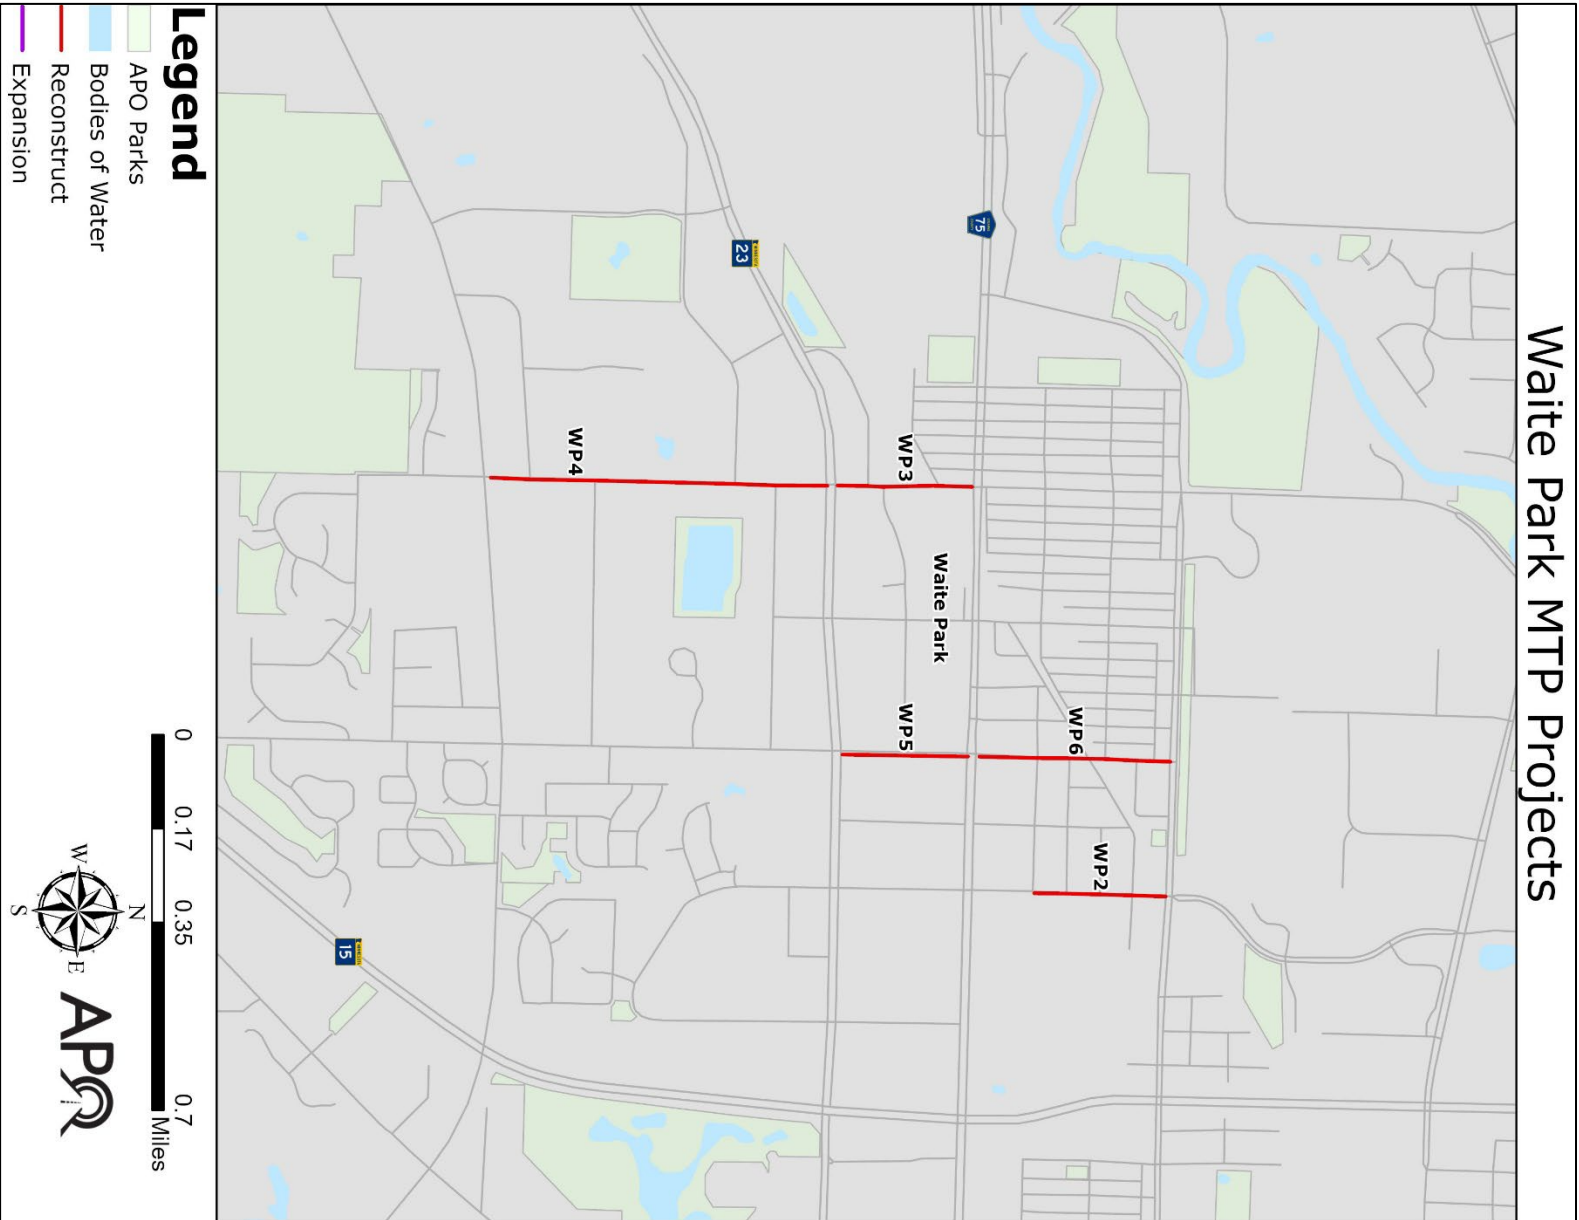 Waite Park MTP Projects
75
23
WP3
WP4
Waite Park
WP5
WP6
WP2
15
Legend
APO Parks
Bodies of Water
Reconstruct
Expansion
0 0.17 0.35 0.7
Miles
N
W E
S
APO